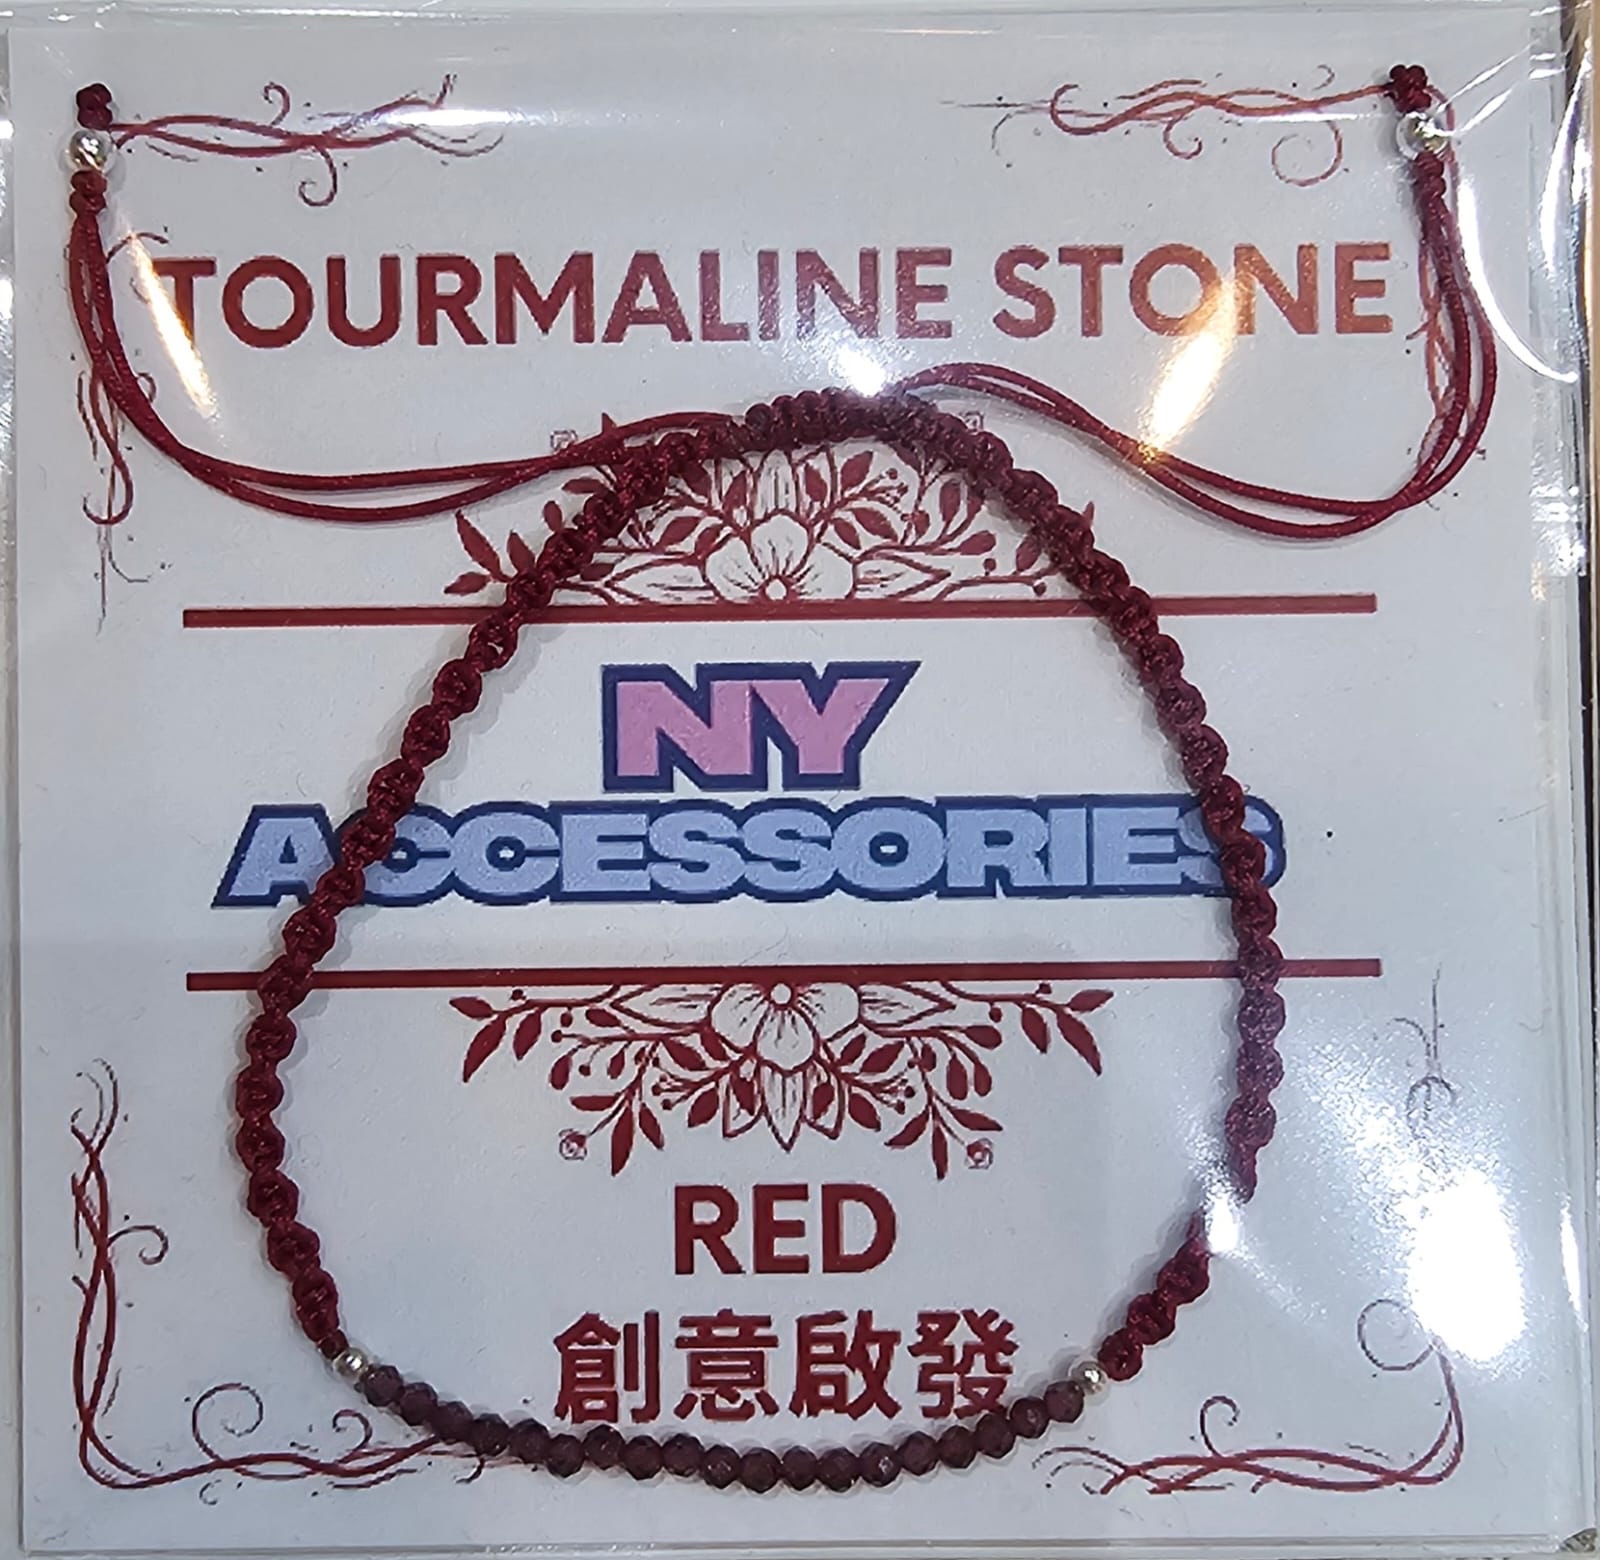 TOURMALINE STONE
NY
ACCESSORIES
RED
創意啟發